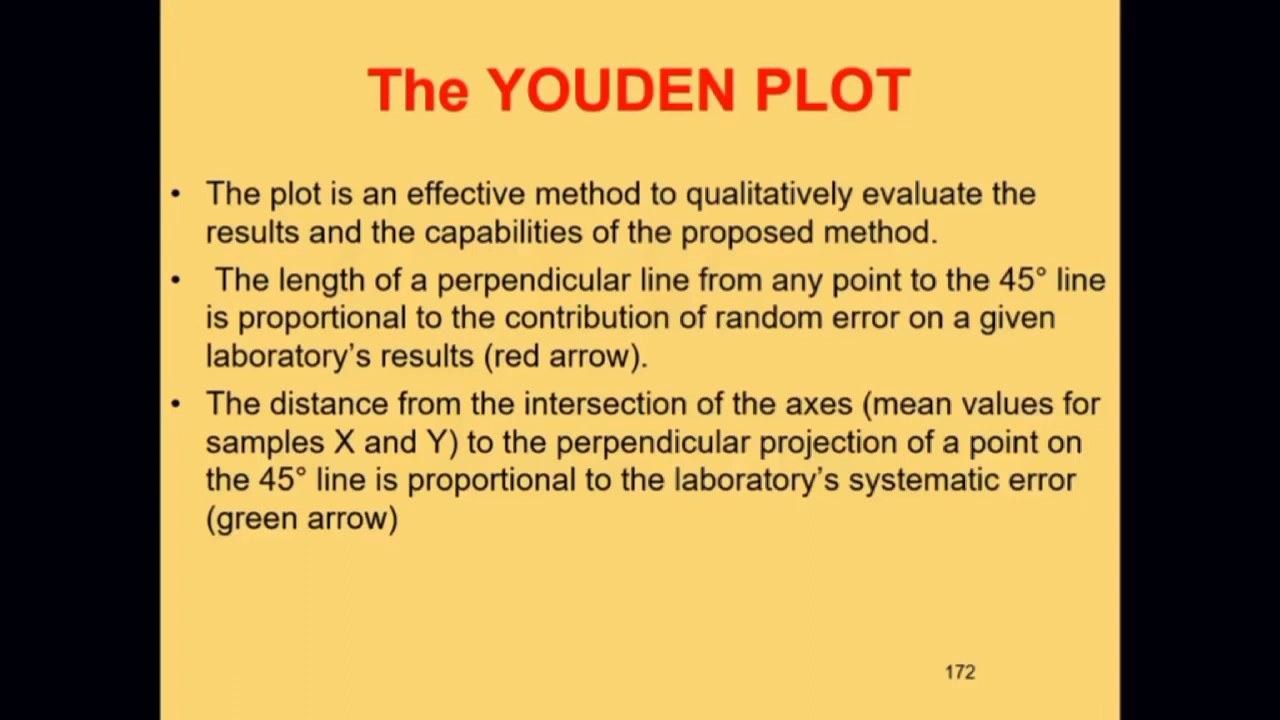 The YOUDEN PLOT
• The plot is an effective method to qualitatively evaluate the
results and the capabilities of the proposed method.
• The length of a perpendicular line from any point to the 45° line
is proportional to the contribution of random error on a given
laboratory’s results (red arrow).
• The distance from the intersection of the axes (mean values for
samples X and Y) to the perpendicular projection of a point on
the 45° line is proportional to the laboratory’s systematic error
(green arrow)
172